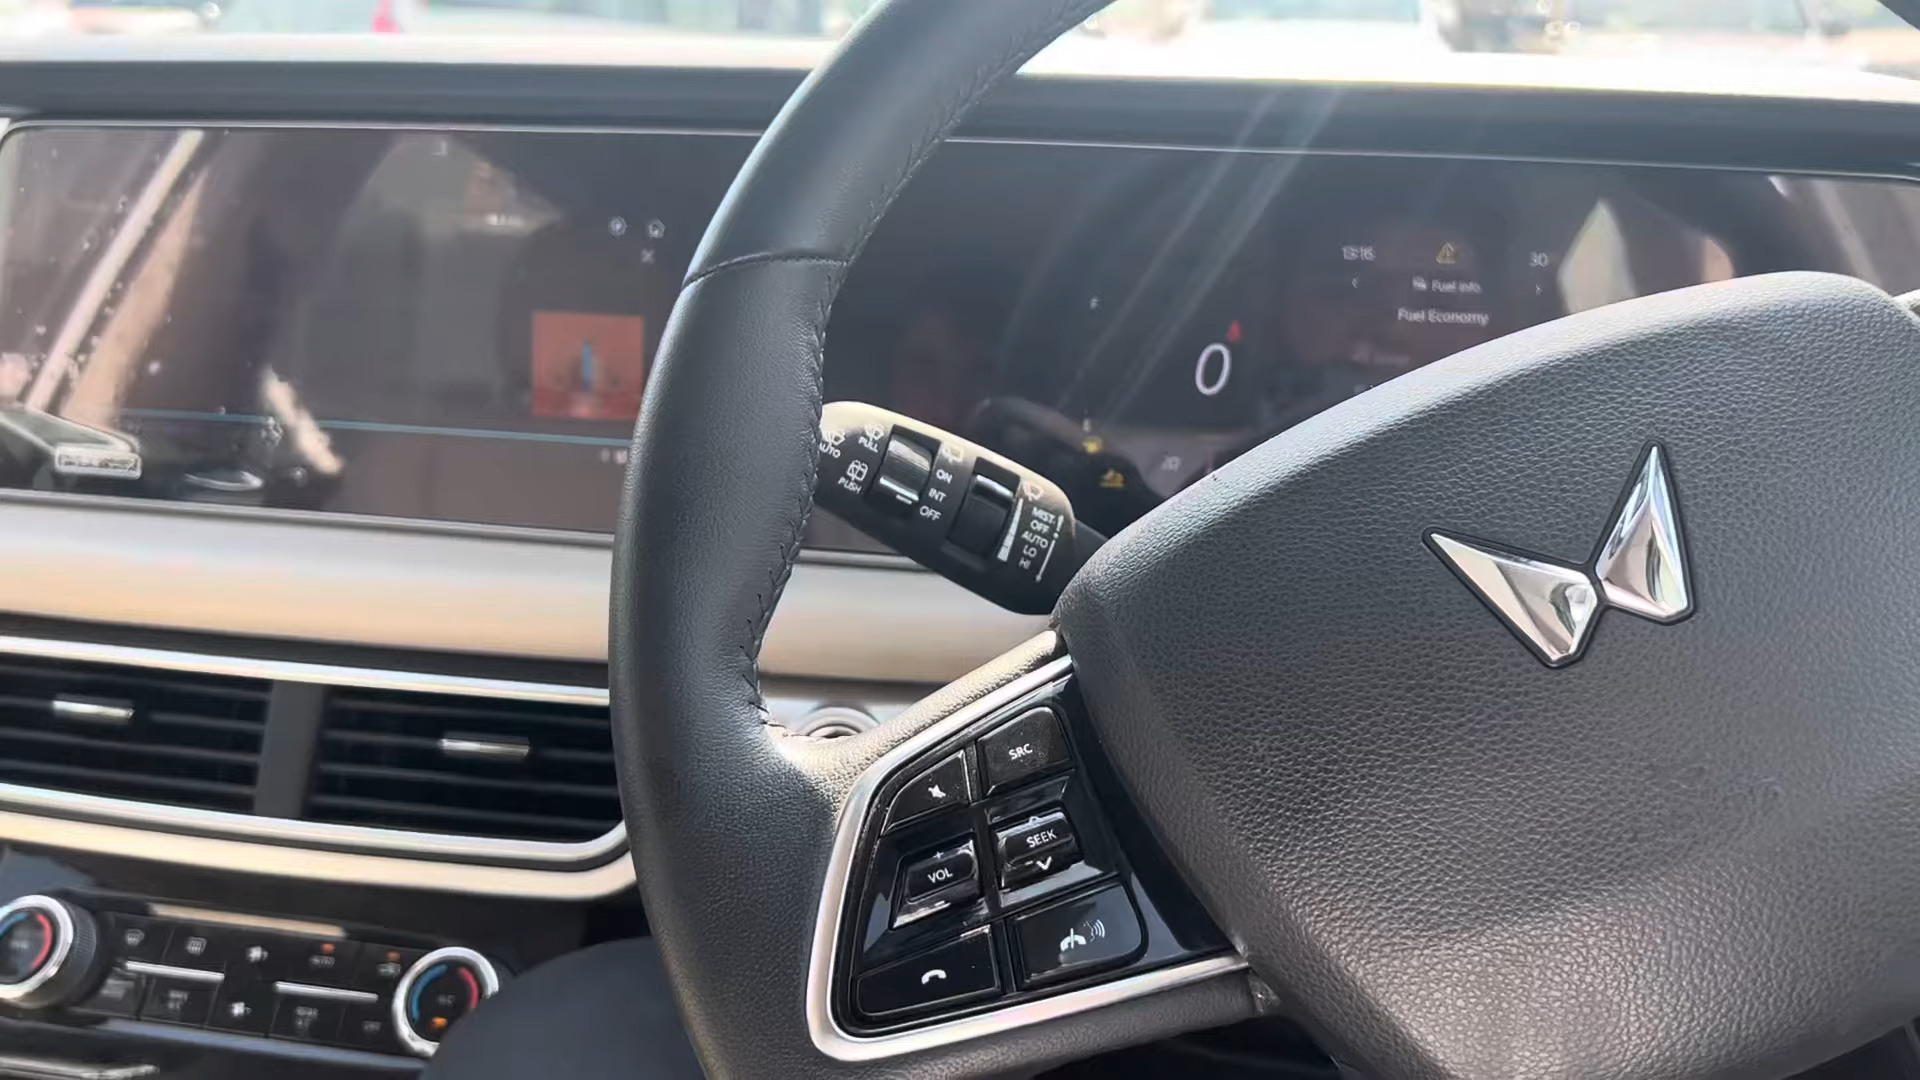 13:16
30
Fuel Info
Fuel Economy
F
0
20
AUTO
PULL
PUSH
ON
INT
OFF
MIST
OFF
AUTO
LO
HI
SRC
SEEK
VOL